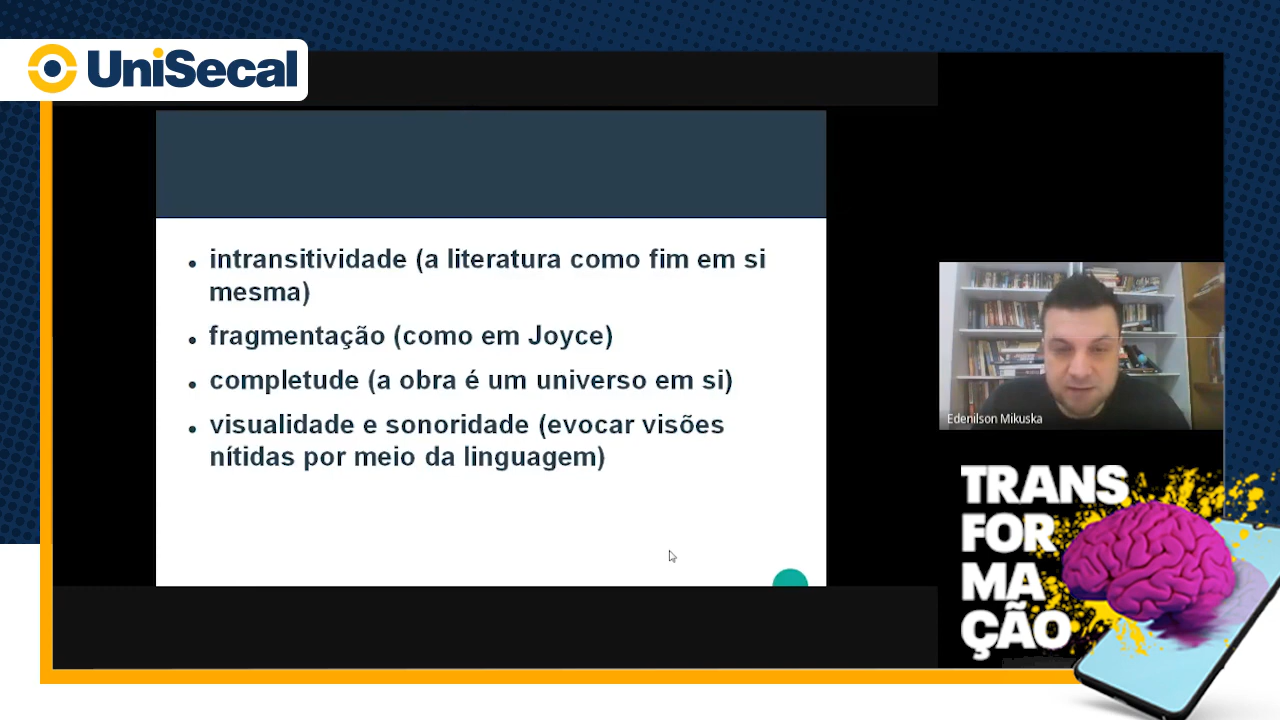 UniSecal
intransitividade (a literatura como fim em si
mesma)
fragmentação (como em Joyce)
completude (a obra é um universo em si)
visualidade e sonoridade (evocar visões
nítidas por meio da linguagem)
Edenilson Mikuska
TRANS
FOR
MA
ÇÃO